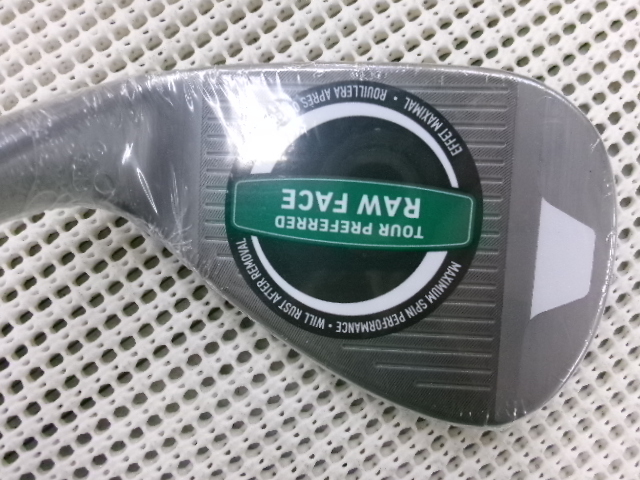 TOUR PREFERRED
RAW FACE
MAXIMUM SPIN PERFORMANCE • WILL RUST AFTER REMOVAL
EFFET MAXIMAL • ROUILLERA APRÈS